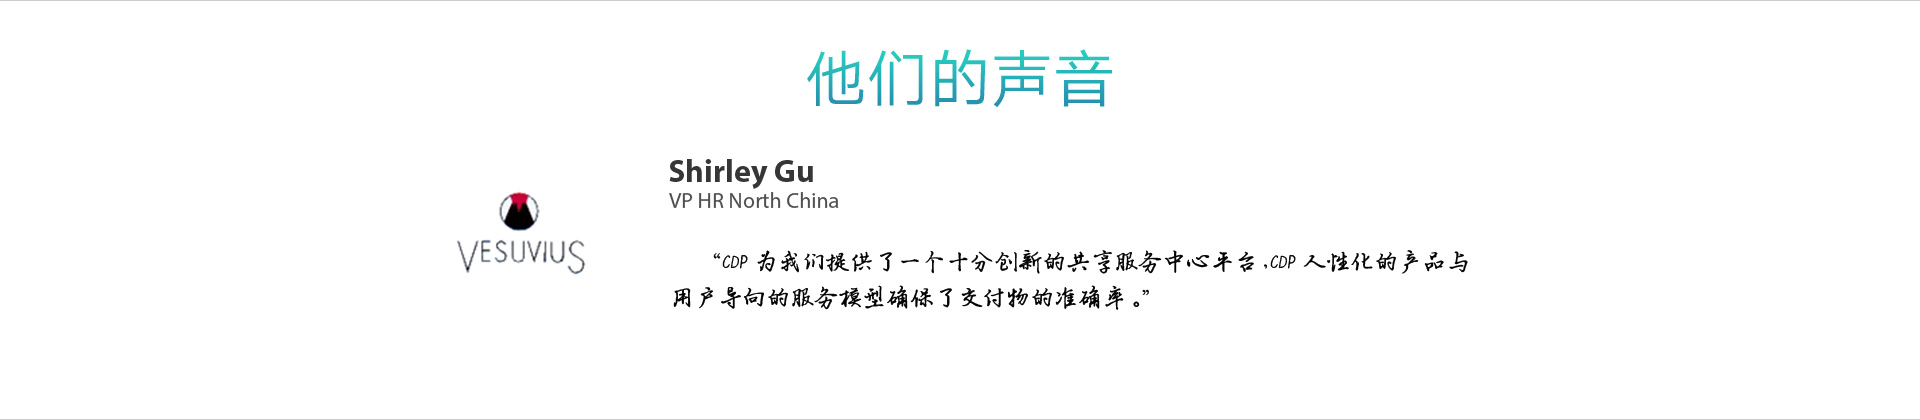 他们的声音
Shirley Gu
VP HR North China
VESUVIUS
“CDP 为我们提供了一个十分创新的共享服务中心平台，CDP 人性化的产品与
用户导向的服务模型确保了交付物的准确率。”